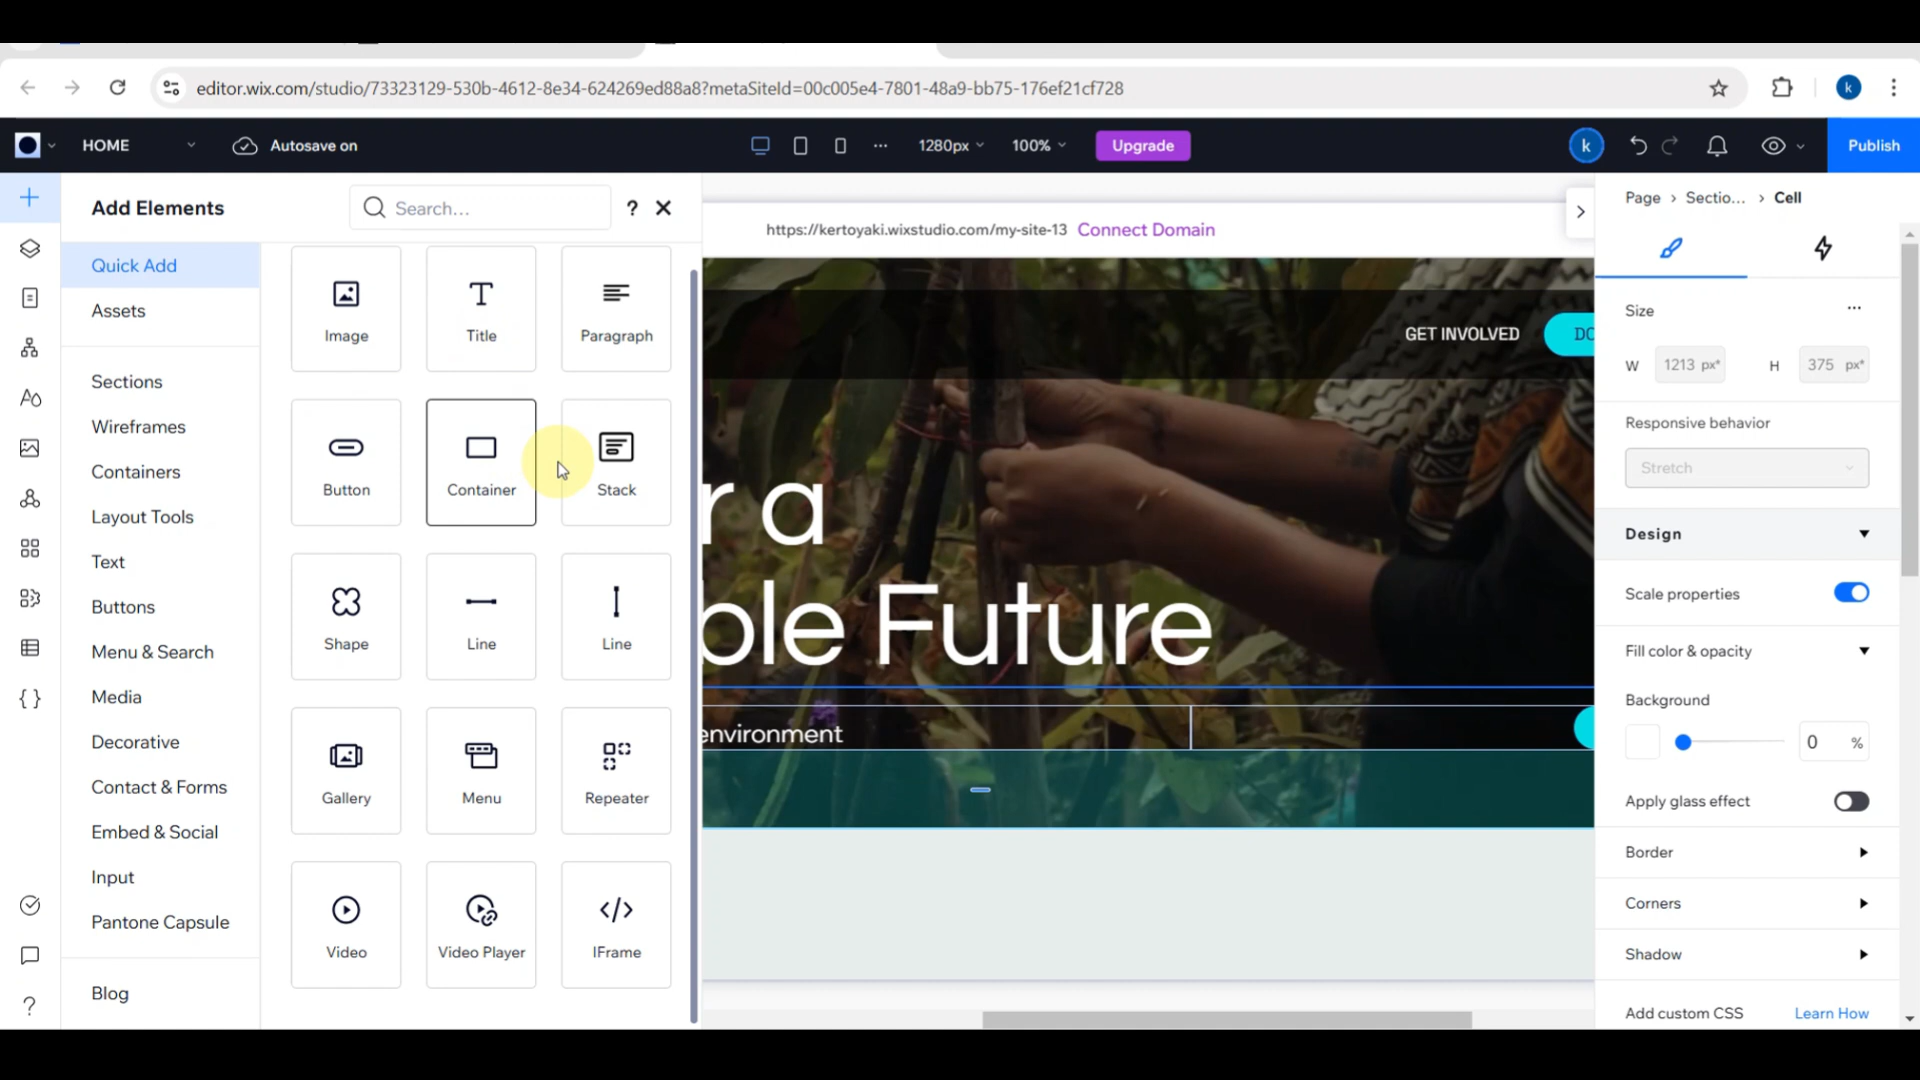 editor.wix.com/studio/73323129-530b-4612-8e34-624269ed88a8?metaSiteId=00c005e4-7801-48a9-bb75-176ef21cf728
k
HOME
Autosave on
1280px
100%
Upgrade
k
Publish
Add Elements
Search...
?
Quick Add
Assets
Sections
Wireframes
Containers
Layout Tools
Text
Buttons
Menu & Search
Media
Decorative
Contact & Forms
Embed & Social
Input
Pantone Capsule
Blog
Image
Title
Paragraph
Button
Container
Stack
Shape
Line
Line
Gallery
Menu
Repeater
Video
Video Player
IFrame
https://kertoyaki.wixstudio.com/my-site-13 Connect Domain
GET INVOLVED
DO
r a
ble Future
environment
Page > Sectio... > Cell
Size
W 1213 px* H 375 px*
Responsive behavior
Stretch
Design
Scale properties
Fill color & opacity
Background
0 %
Apply glass effect
Border
Corners
Shadow
Add custom CSS Learn How